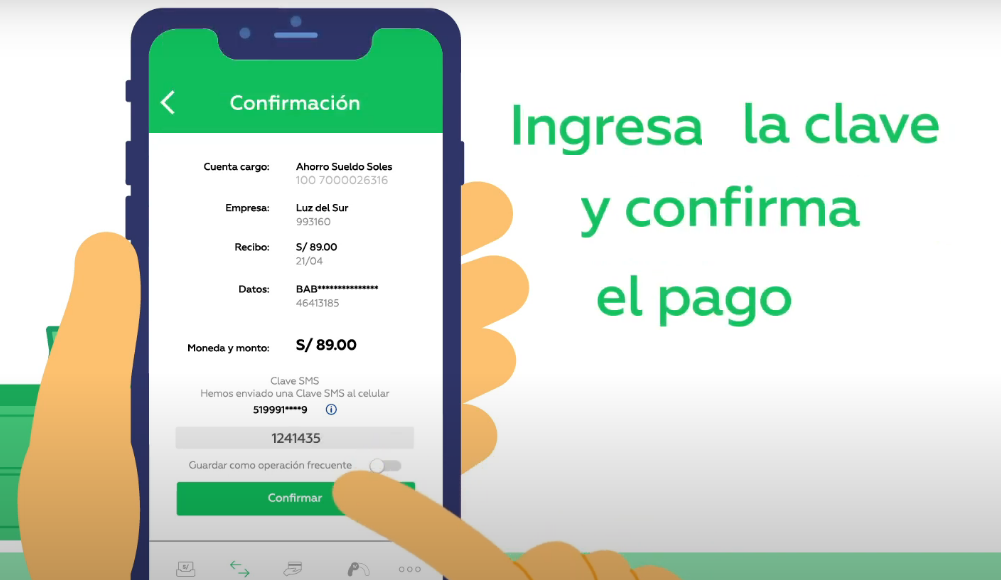 Confirmación
Cuenta cargo: Ahorro Sueldo Soles
100 7000026316
Empresa: Luz del Sur
993160
Recibo: S/ 89.00
21/04
Datos: BAB***************
46413185
Moneda y monto: S/ 89.00
Clave SMS
Hemos enviado una Clave SMS al celular
519991****9
1241435
Guardar como operación frecuente
Confirmar
Ingresa la clave
y confirma
el pago